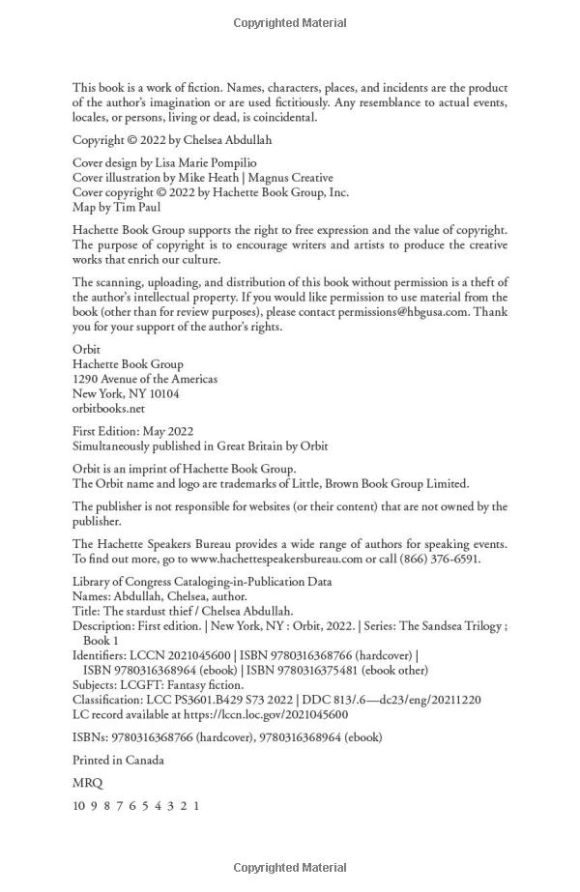 Copyrighted Material
This book is a work of fiction. Names, characters, places, and incidents are the product
of the author's imagination or are used fictitiously. Any resemblance to actual events,
locales, or persons, living or dead, is coincidental.
Copyright © 2022 by Chelsea Abdullah
Cover design by Lisa Marie Pompilio
Cover illustration by Mike Heath | Magnus Creative
Cover copyright © 2022 by Hachette Book Group, Inc.
Map by Tim Paul
Hachette Book Group supports the right to free expression and the value of copyright.
The purpose of copyright is to encourage writers and artists to produce the creative
works that enrich our culture.
The scanning, uploading, and distribution of this book without permission is a theft of
the author's intellectual property. If you would like permission to use material from the
book (other than for review purposes), please contact permissions@hbgusa.com. Thank
you for your support of the author's rights.
Orbit
Hachette Book Group
1290 Avenue of the Americas
New York, NY 10104
orbitbooks.net
First Edition: May 2022
Simultaneously published in Great Britain by Orbit
Orbit is an imprint of Hachette Book Group.
The Orbit name and logo are trademarks of Little, Brown Book Group Limited.
The publisher is not responsible for websites (or their content) that are not owned by the
publisher.
The Hachette Speakers Bureau provides a wide range of authors for speaking events.
To find out more, go to www.hachettespeakersbureau.com or call (866) 376-6591.
Library of Congress Cataloging-in-Publication Data
Names: Abdullah, Chelsea, author.
Title: The stardust thief / Chelsea Abdullah.
Description: First edition. | New York, NY : Orbit, 2022. | Series: The Sandsea Trilogy ;
Book 1
Identifiers: LCCN 2021045600 | ISBN 9780316368766 (hardcover) |
ISBN 9780316368964 (ebook) | ISBN 9780316375481 (ebook other)
Subjects: LCGFT: Fantasy fiction.
Classification: LCC PS3601.B429 S73 2022 | DDC 813/.6—dc23/eng/20211220
LC record available at https://lccn.loc.gov/2021045600
ISBNs: 9780316368766 (hardcover), 9780316368964 (ebook)
Printed in Canada
MRQ
10 9 8 7 6 5 4 3 2 1
Copyrighted Material